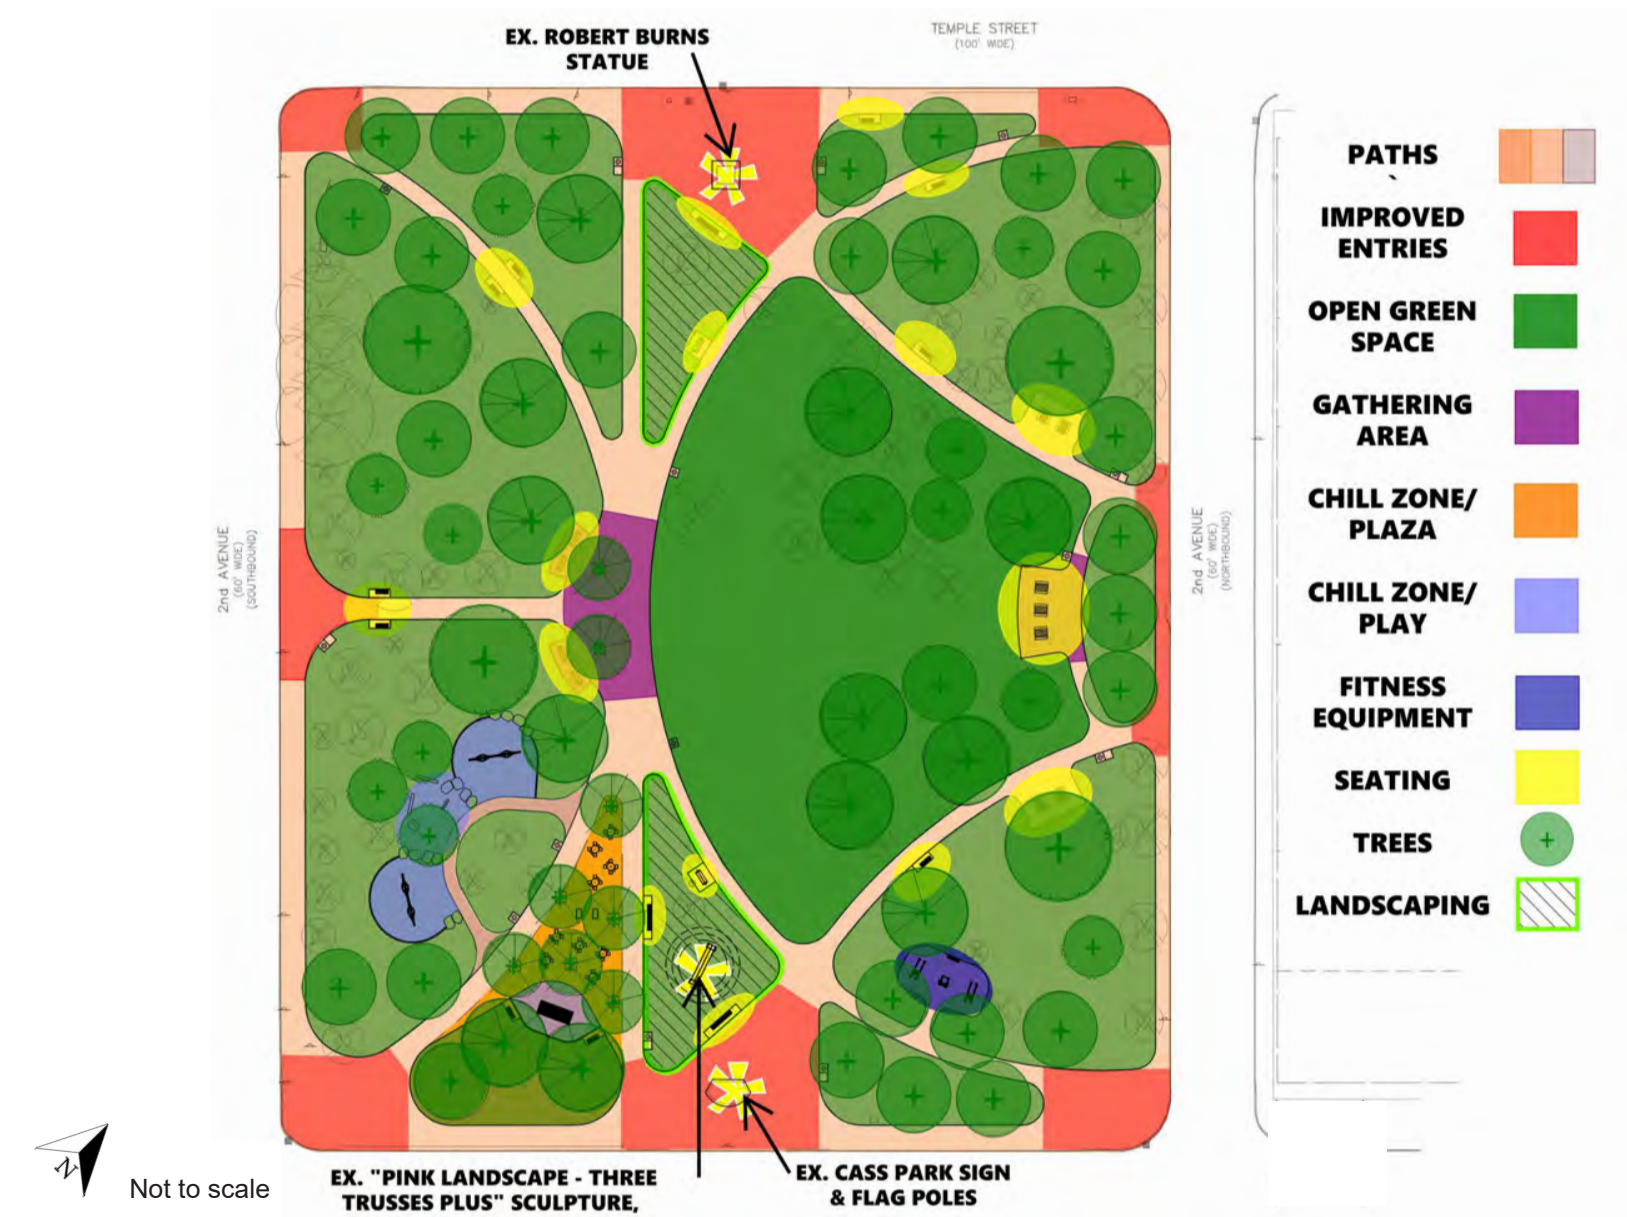 EX. ROBERT BURNS
STATUE
TEMPLE STREET
(100' WIDE)
2nd AVENUE
(60' WIDE)
(SOUTHBOUND)
2nd AVENUE
(60' WIDE)
(NORTHBOUND)
PATHS
`
IMPROVED
ENTRIES
OPEN GREEN
SPACE
GATHERING
AREA
CHILL ZONE/
PLAZA
CHILL ZONE/
PLAY
FITNESS
EQUIPMENT
SEATING
TREES
LANDSCAPING
N
Not to scale
EX. "PINK LANDSCAPE - THREE
TRUSSES PLUS" SCULPTURE,
EX. CASS PARK SIGN
& FLAG POLES